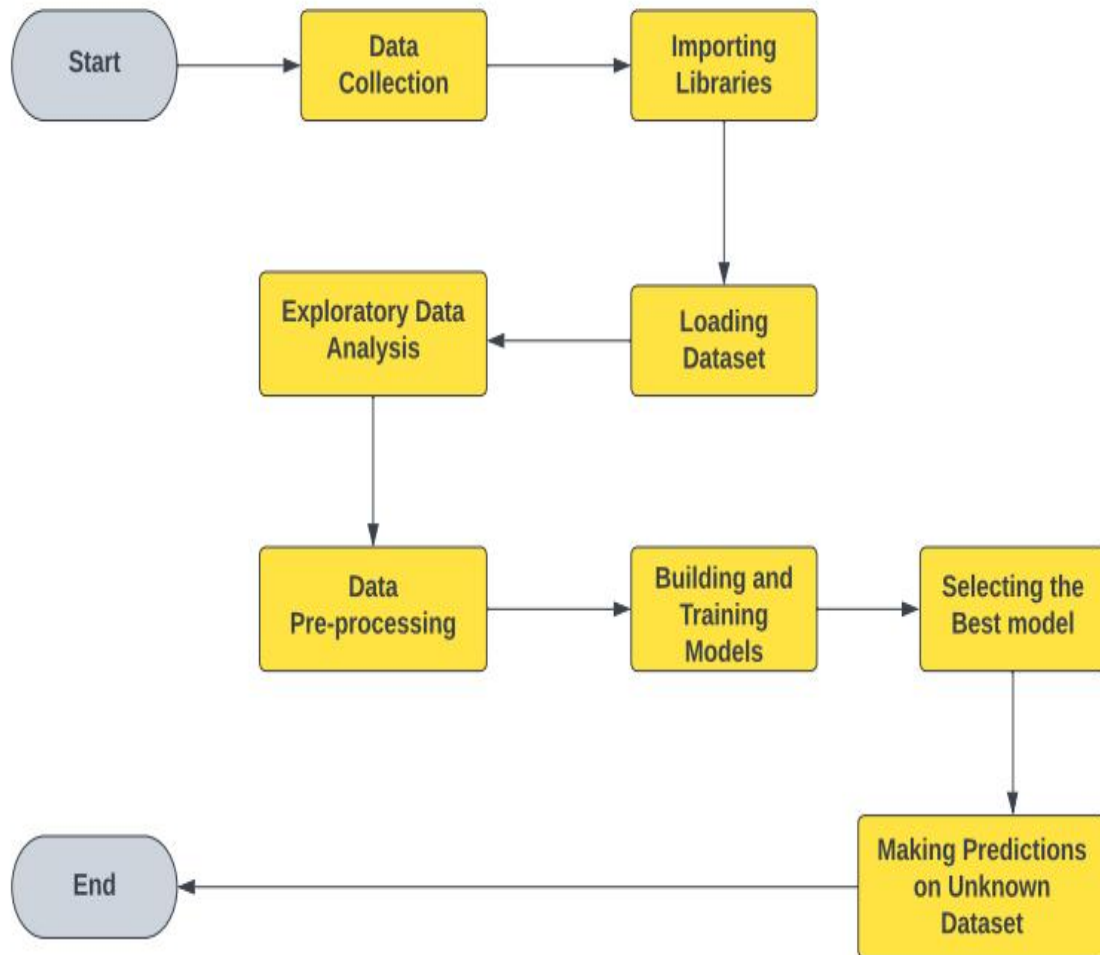 Start
Data
Collection
Importing
Libraries
Loading
Dataset
Exploratory Data
Analysis
Data
Pre-processing
Building and
Training
Models
Selecting the
Best model
Making Predictions
on Unknown
Dataset
End